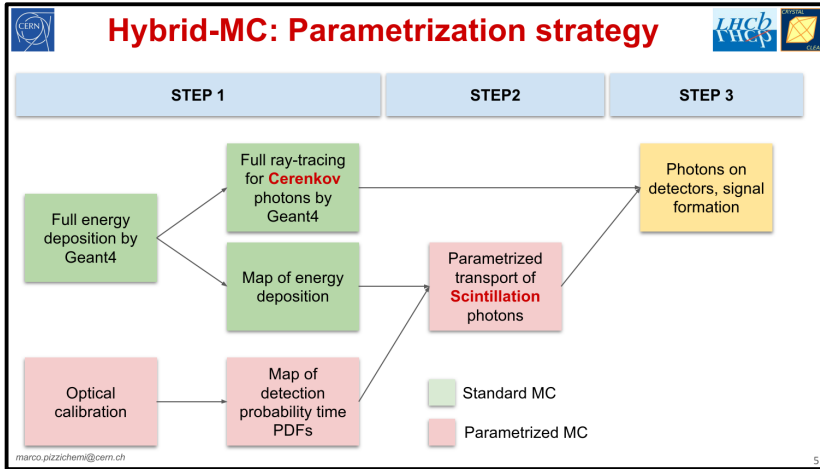 CERN
Hybrid-MC: Parametrization strategy
LHCb
LHCb
CRYSTAL
CLEAR
STEP 1
STEP2
STEP 3
Full energy
deposition by
Geant4
Full ray-tracing
for Cerenkov
photons by
Geant4
Map of energy
deposition
Parametrized
transport of
Scintillation
photons
Photons on
detectors, signal
formation
Optical
calibration
Map of
detection
probability time
PDFs
Standard MC
Parametrized MC
marco.pizzichemi@cern.ch
5